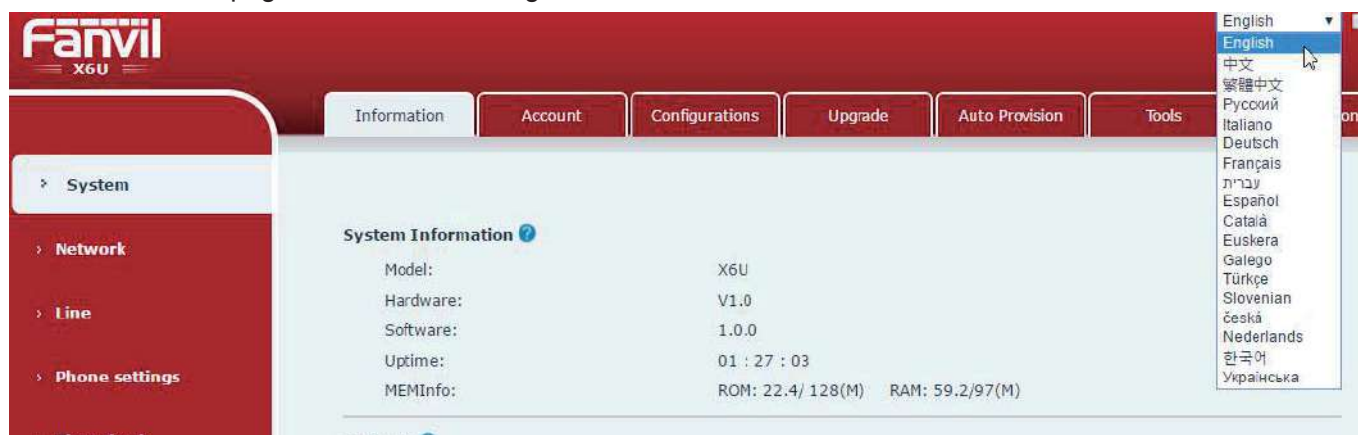 Fanvil
X6U
English
English
中文
繁體中文
Русский
Italiano
Deutsch
Français
עברית
Español
Català
Euskera
Galego
Türkçe
Slovenian
česká
Nederlands
한국어
Українська
Information Account Configurations Upgrade Auto Provision Tools
› System
› Network
› Line
› Phone settings
System Information
Model: X6U
Hardware: V1.0
Software: 1.0.0
Uptime: 01 : 27 : 03
MEMInfo: ROM: 22.4/ 128(M) RAM: 59.2/97(M)